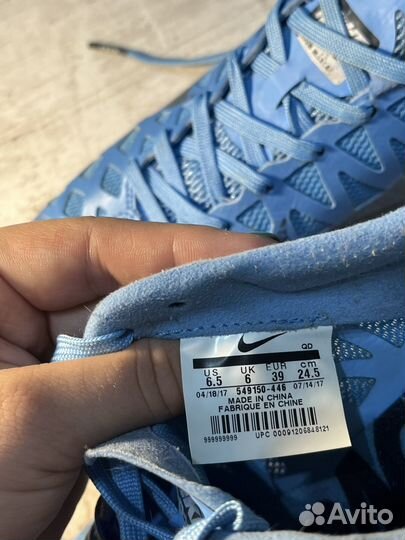 QD
US UK EUR cm
6.5 6 39 24.5
04/18/17 549150-446 07/14/17
MADE IN CHINA
FABRIQUE EN CHINE
999999999 UPC 00091206848121
Avito